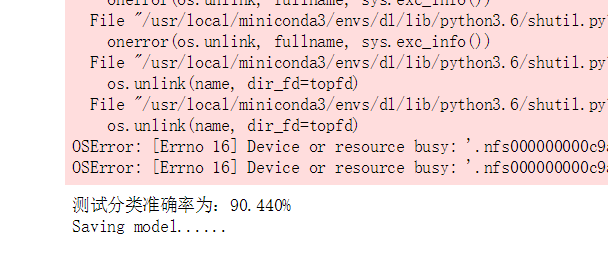 onerror(os.unlink, fullname, sys.exc_info())
File "/usr/local/miniconda3/envs/dl/lib/python3.6/shutil.py
onerror(os.unlink, fullname, sys.exc_info())
File "/usr/local/miniconda3/envs/dl/lib/python3.6/shutil.py
os.unlink(name, dir_fd=topfd)
File "/usr/local/miniconda3/envs/dl/lib/python3.6/shutil.py
os.unlink(name, dir_fd=topfd)
OSError: [Errno 16] Device or resource busy: '.nfs000000000c9a
OSError: [Errno 16] Device or resource busy: '.nfs000000000c9a
测试分类准确率为：90.440%
Saving model......